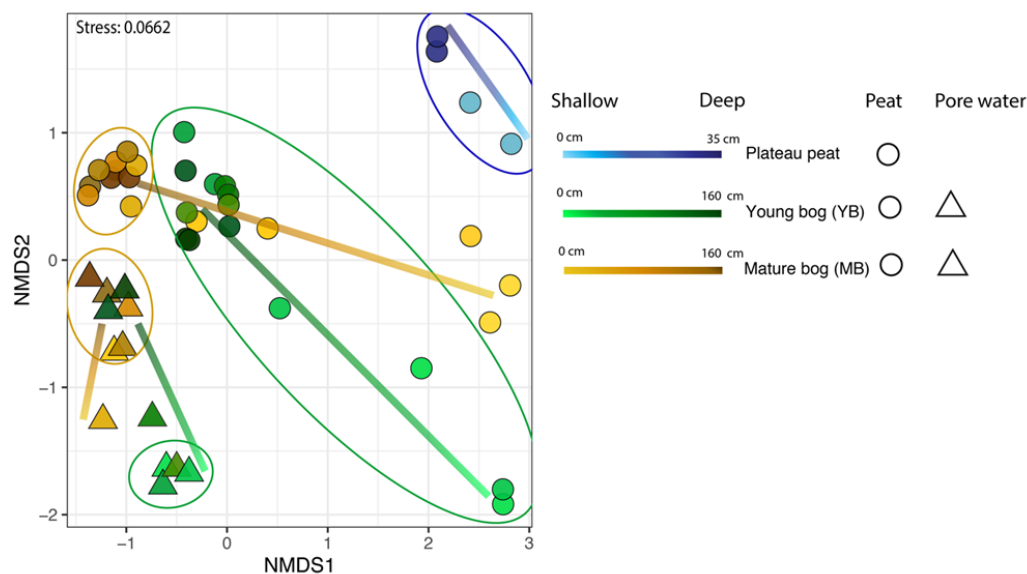 Stress: 0.0662
1
0
−1
−2
−1
0
1
2
3
NMDS2
NMDS1
Shallow Deep Peat Pore water
0 cm 35 cm
Plateau peat
0 cm 160 cm
Young bog (YB)
0 cm 160 cm
Mature bog (MB)